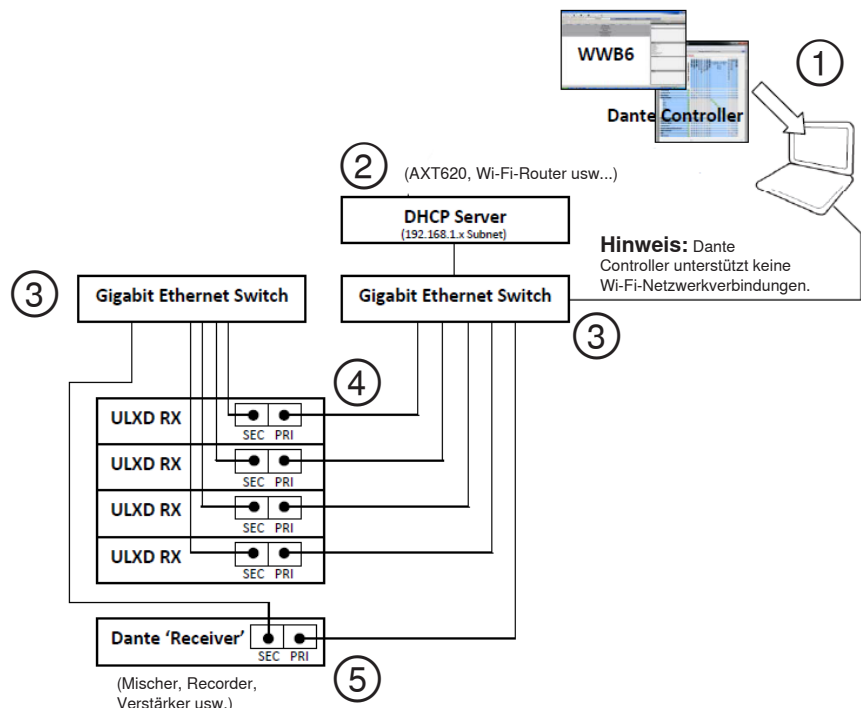 WWB6
Dante Controller
1
2
(AXT620, Wi-Fi-Router usw...)
DHCP Server
(192.168.1.x Subnet)
Hinweis: Dante
Controller unterstützt keine
Wi-Fi-Netzwerkverbindungen.
3
Gigabit Ethernet Switch
Gigabit Ethernet Switch
3
4
ULXD RX
SEC PRI
ULXD RX
SEC PRI
ULXD RX
SEC PRI
ULXD RX
SEC PRI
Dante ‘Receiver’
SEC PRI
5
(Mischer, Recorder,
Verstärker usw.)